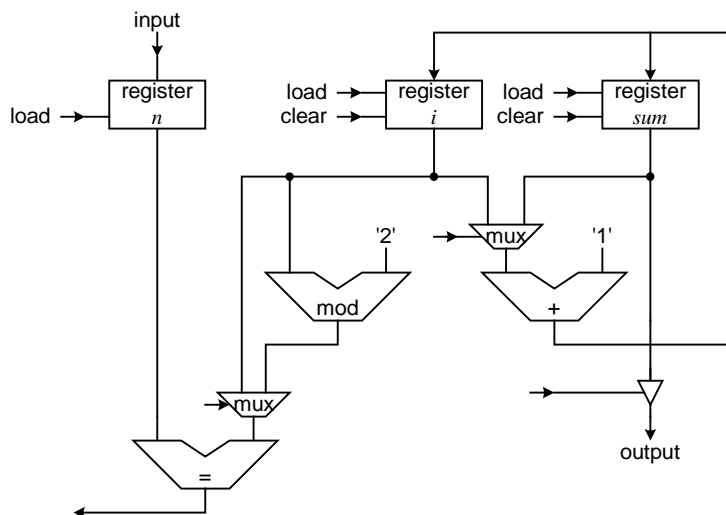 input
register
n
load
load
clear
register
i
load
clear
register
sum
'2'
mux
'1'
mod
+
mux
=
output